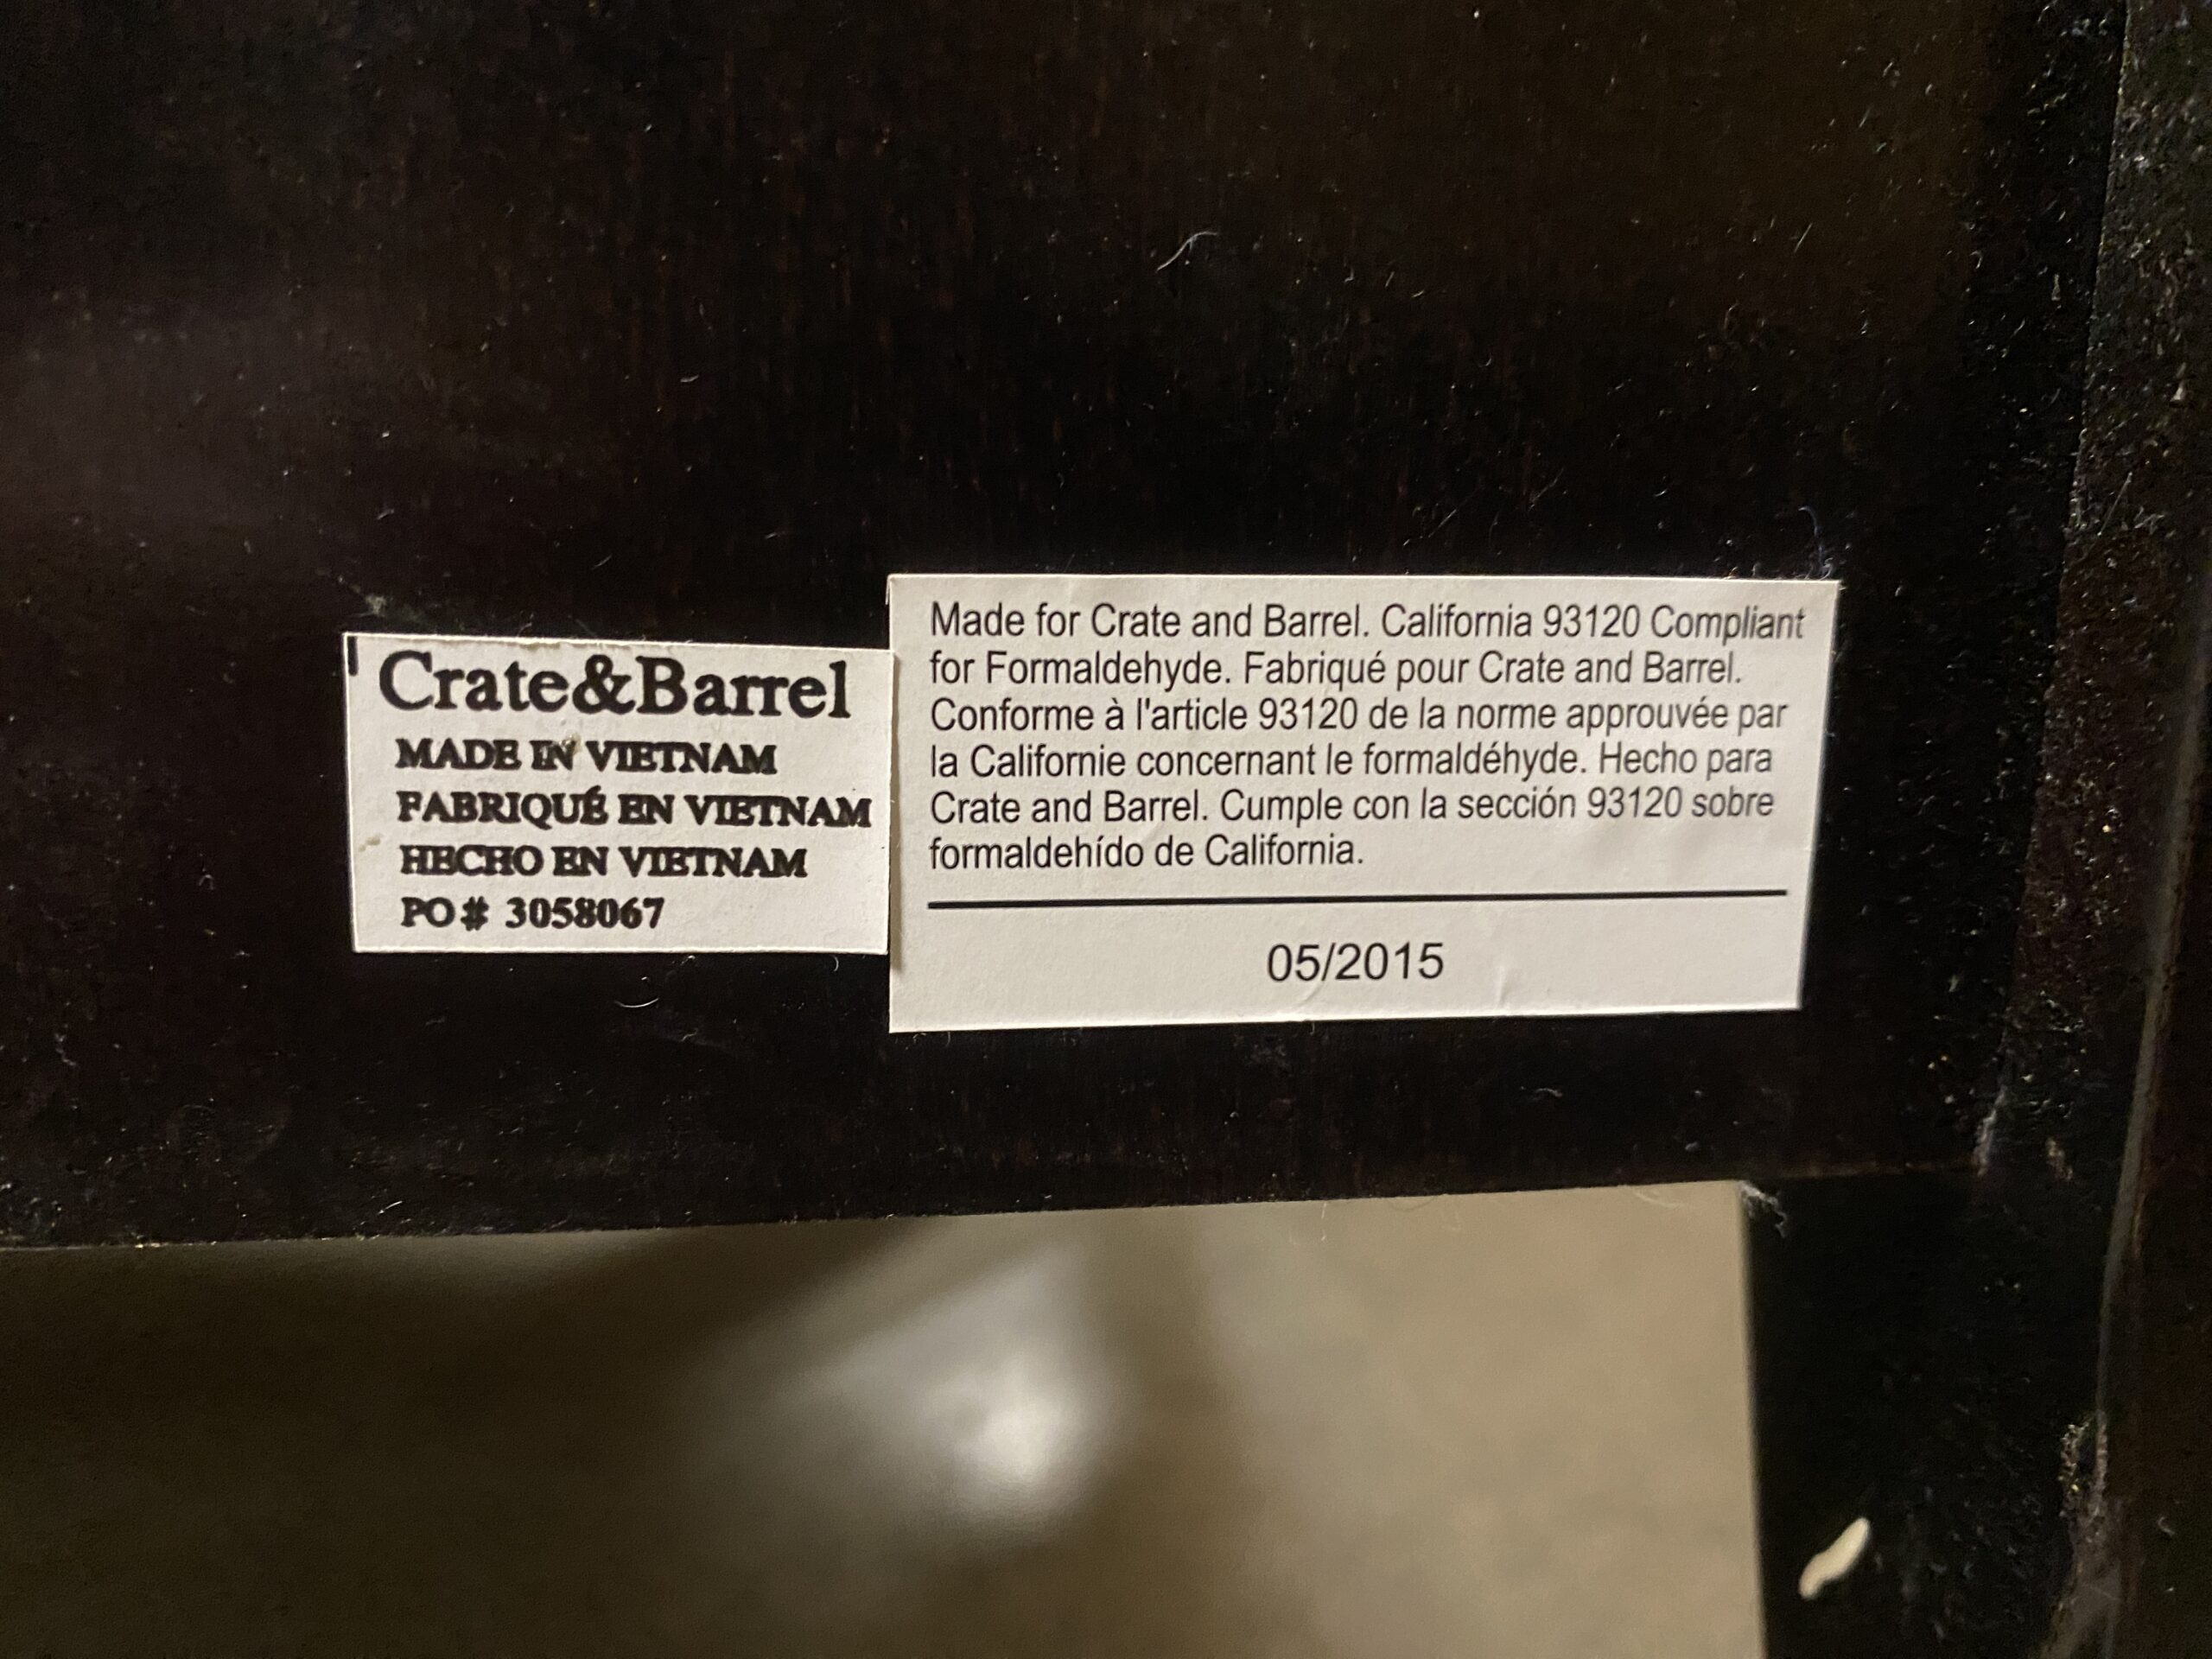 Crate&Barrel
MADE IN VIETNAM
FABRIQUÉ EN VIETNAM
HECHO EN VIETNAM
PO# 3058067
Made for Crate and Barrel. California 93120 Compliant
for Formaldehyde. Fabriqué pour Crate and Barrel.
Conforme à l'article 93120 de la norme approuvée par
la Californie concernant le formaldéhyde. Hecho para
Crate and Barrel. Cumple con la sección 93120 sobre
formaldehído de California.
05/2015